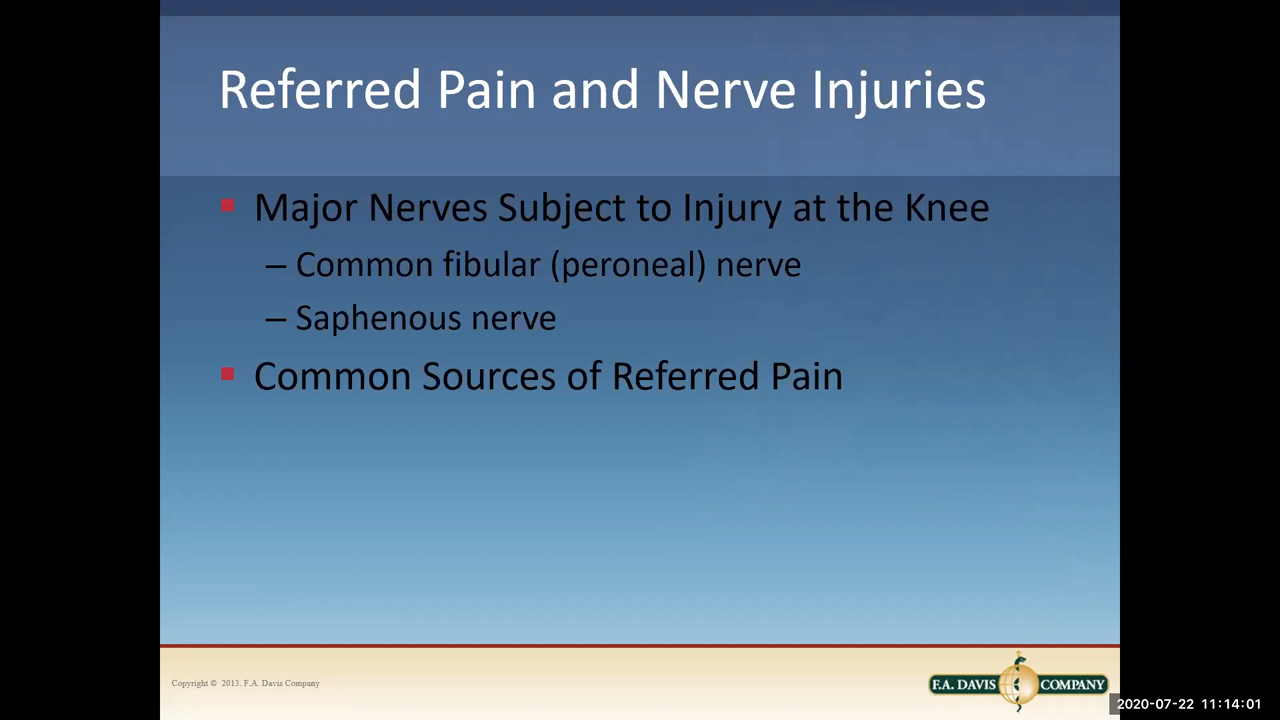 Referred Pain and Nerve Injuries
▪ Major Nerves Subject to Injury at the Knee
– Common fibular (peroneal) nerve
– Saphenous nerve
▪ Common Sources of Referred Pain
Copyright © 2013. F.A. Davis Company
F.A. DAVIS COMPANY
2020-07-22 11:14:01